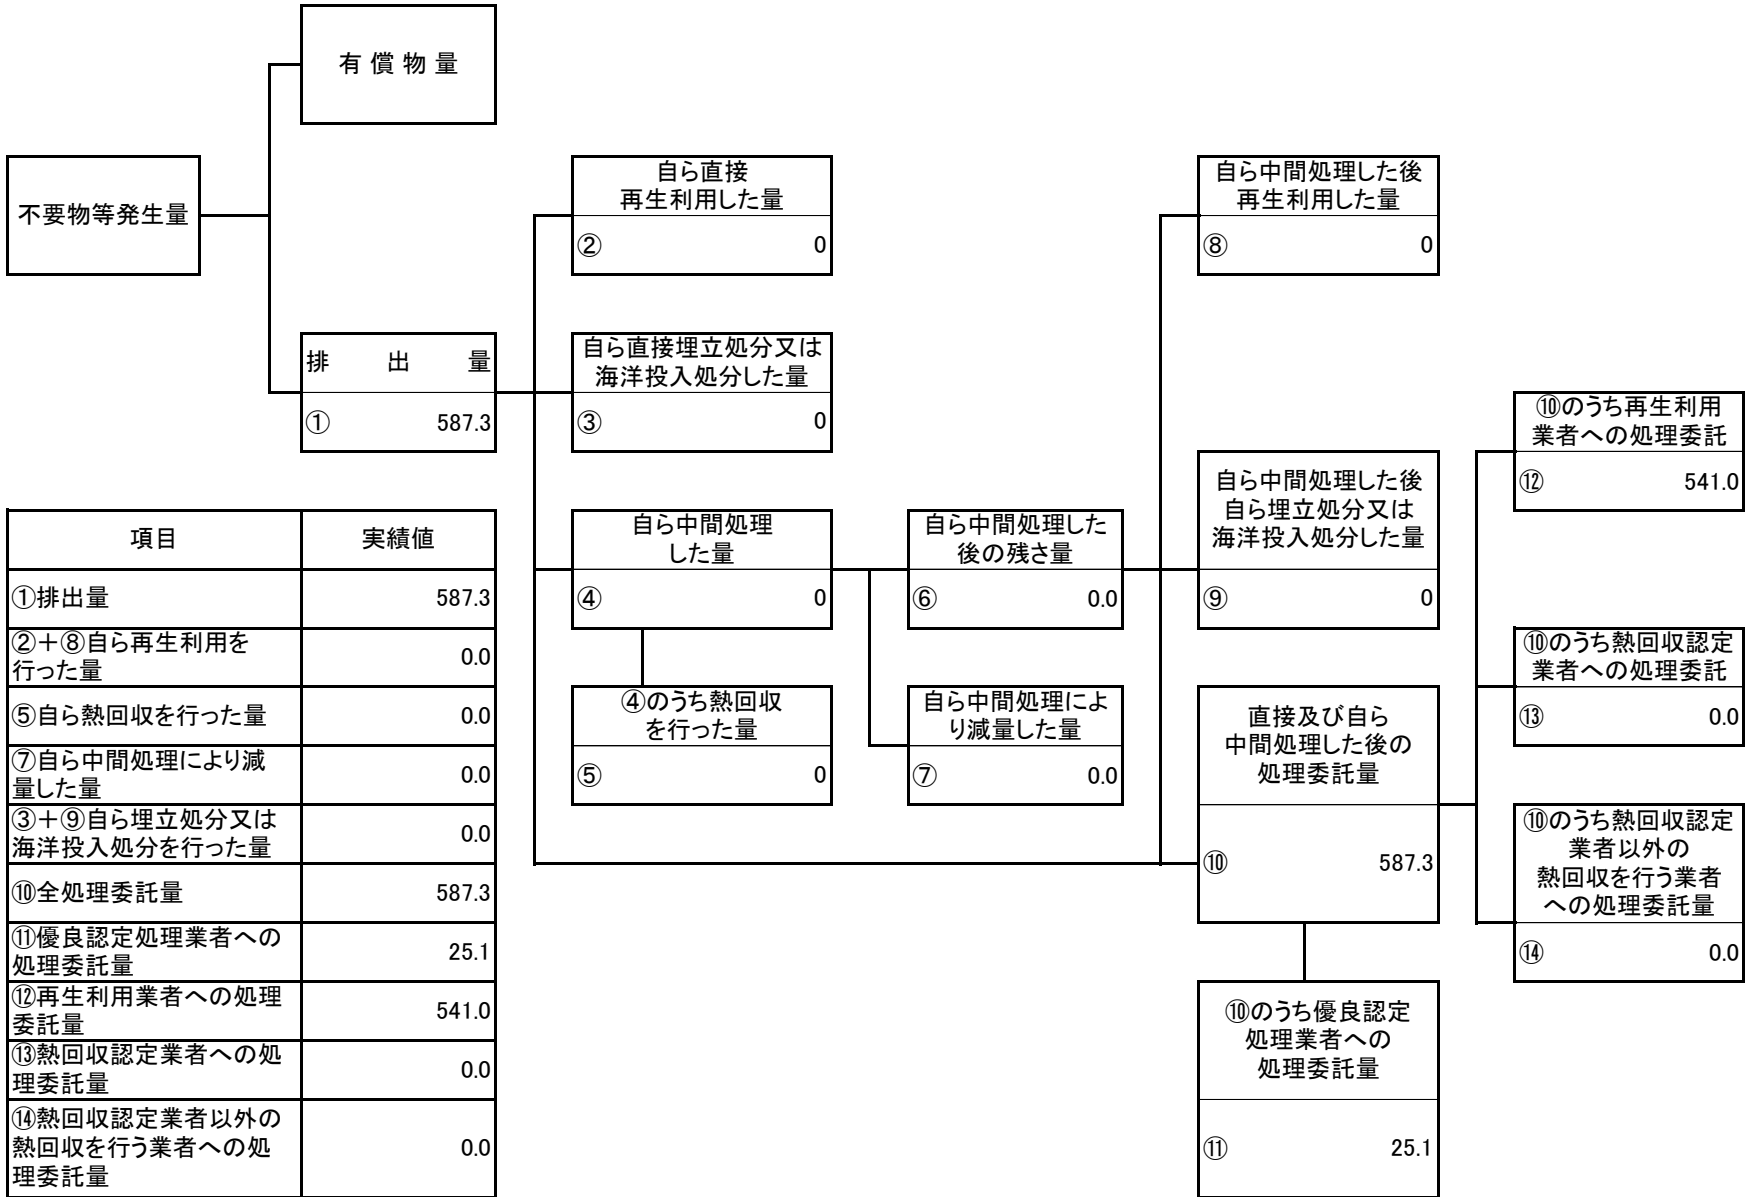 有償物量
不要物等発生量
排出量
① 587.3
自ら直接
再生利用した量
② 0
自ら直接埋立処分又は
海洋投入処分した量
③ 0
自ら中間処理
した量
④ 0
④のうち熱回収
を行った量
⑤ 0
自ら中間処理した
後の残さ量
⑥ 0.0
自ら中間処理によ
り減量した量
⑦ 0.0
自ら中間処理した後
再生利用した量
⑧ 0
自ら中間処理した後
自ら埋立処分又は
海洋投入処分した量
⑨ 0
直接及び自ら
中間処理した後の
処理委託量
⑩ 587.3
⑩のうち優良認定
処理業者への
処理委託量
⑪ 25.1
⑩のうち再生利用
業者への処理委託
⑫ 541.0
⑩のうち熱回収認定
業者への処理委託
⑬ 0.0
⑩のうち熱回収認定
業者以外の
熱回収を行う業者
への処理委託量
⑭ 0.0
項目 実績値
①排出量 587.3
②+⑧自ら再生利用を
行った量 0.0
⑤自ら熱回収を行った量 0.0
⑦自ら中間処理により減
量した量 0.0
③+⑨自ら埋立処分又は
海洋投入処分を行った量 0.0
⑩全処理委託量 587.3
⑪優良認定処理業者への
処理委託量 25.1
⑫再生利用業者への処理
委託量 541.0
⑬熱回収認定業者への処
理委託量 0.0
⑭熱回収認定業者以外の
熱回収を行う業者への処
理委託量 0.0